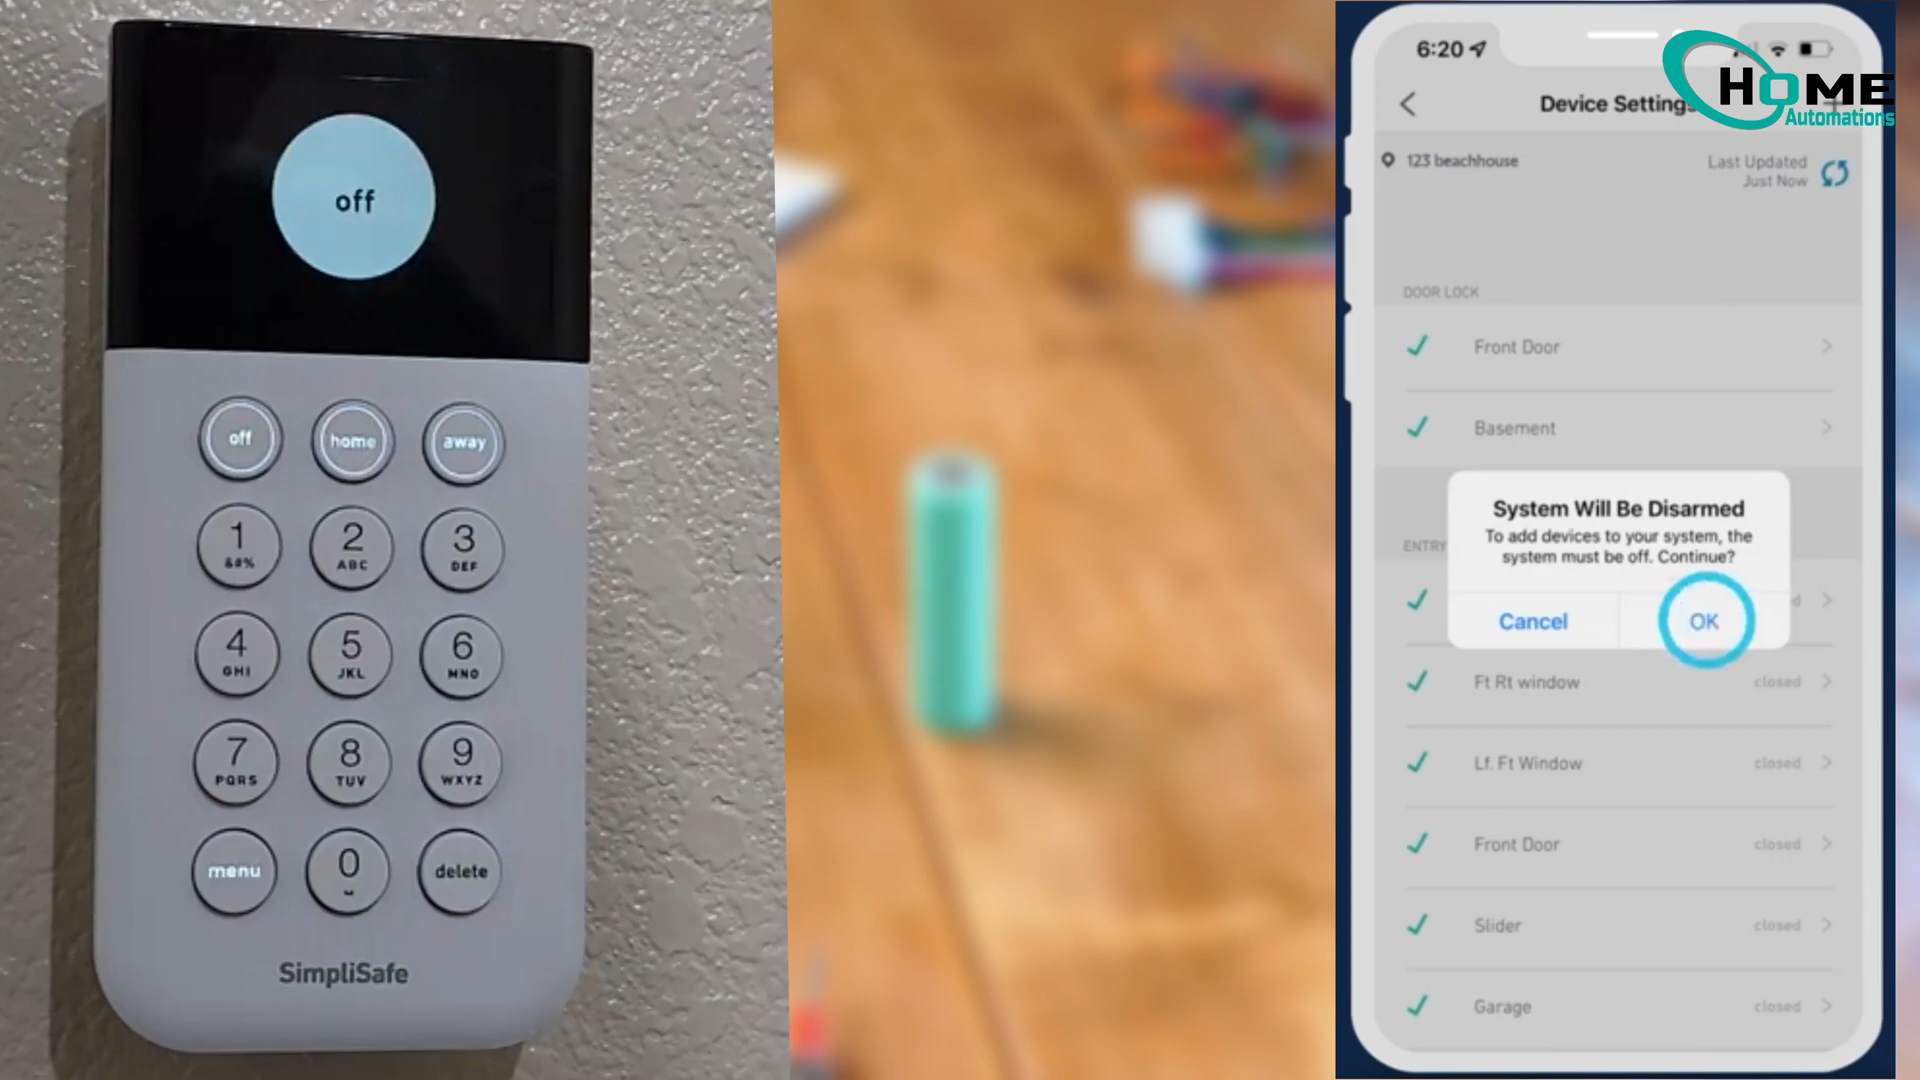 off
off home away
1 2 3
&#% ABC DEF
4 5 6
GHI JKL MNO
7 8 9
PQRS TUV WXYZ
menu 0 delete
SimpliSafe
6:20
Device Settings
HOME
Automations
123 beachhouse
Last Updated
Just Now
DOOR LOCK
Front Door
Basement
System Will Be Disarmed
To add devices to your system, the
system must be off. Continue?
ENTRY
Cancel OK
Ft Rt window closed
Lf. Ft Window closed
Front Door closed
Slider closed
Garage closed